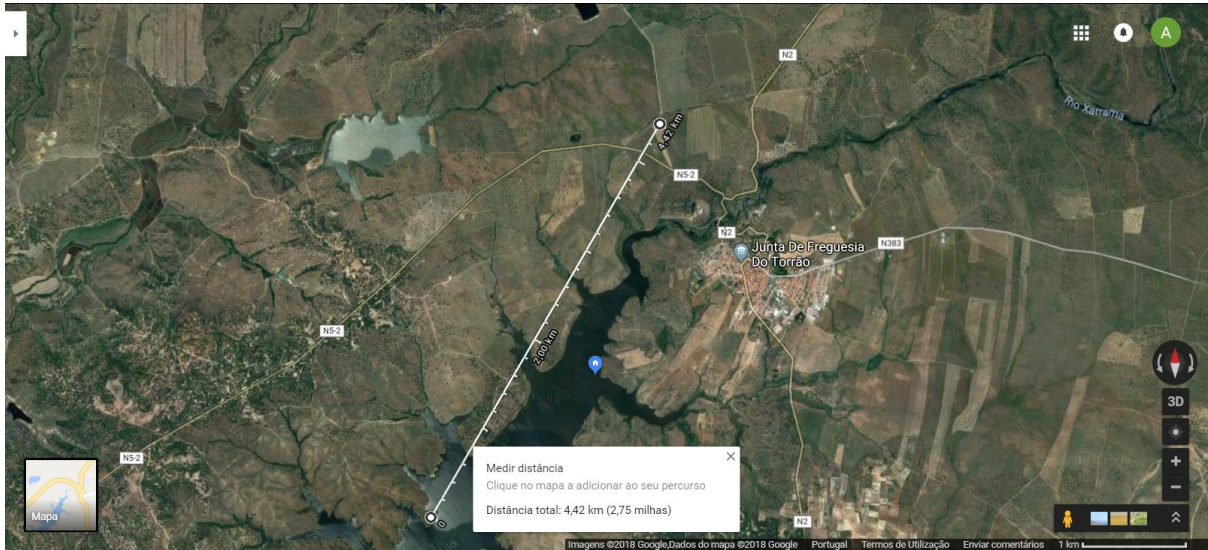 N2
A
Rio Xarrama
4,42 km
N5-2
N2
Junta De Freguesia
Do Torrão
N383
N5-2
2,00 km
Google
3D
N5-2
Medir distância
Clique no mapa a adicionar ao seu percurso
Distância total: 4,42 km (2,75 milhas)
0
Mapa
N2
Imagens ©2018 Google,Dados do mapa ©2018 Google Portugal Termos de Utilização Enviar comentários 1 km